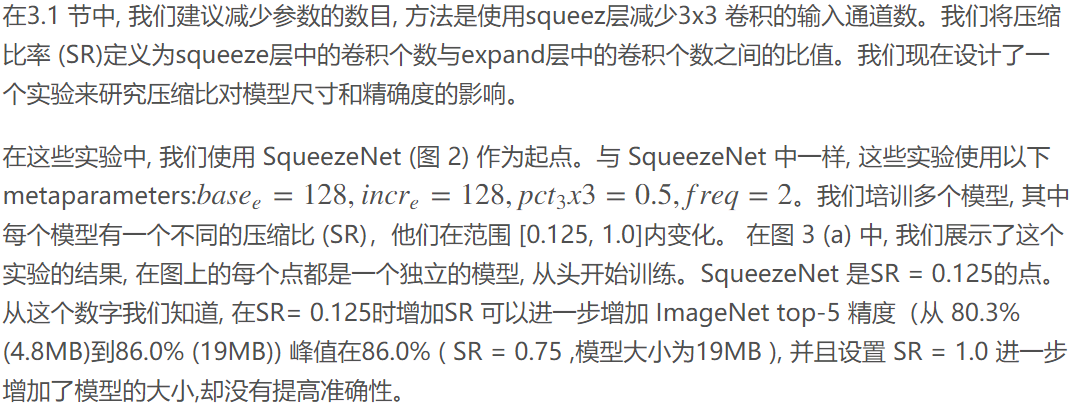 在3.1 节中, 我们建议减少参数的数目, 方法是使用squeez层减少3x3 卷积的输入通道数。我们将压缩
比率 (SR)定义为squeeze层中的卷积个数与expand层中的卷积个数之间的比值。我们现在设计了一
个实验来研究压缩比对模型尺寸和精确度的影响。
在这些实验中, 我们使用 SqueezeNet (图 2) 作为起点。与 SqueezeNet 中一样, 这些实验使用以下
metaparameters:base_e = 128, incr_e = 128, pct_3x3 = 0.5, freq = 2。我们培训多个模型, 其中
每个模型有一个不同的压缩比 (SR)，他们在范围 [0.125, 1.0]内变化。 在图 3 (a) 中, 我们展示了这个
实验的结果, 在图上的每个点都是一个独立的模型, 从头开始训练。SqueezeNet 是SR = 0.125的点。
从这个数字我们知道, 在SR= 0.125时增加SR 可以进一步增加 ImageNet top-5 精度（从 80.3%
(4.8MB)到86.0% (19MB)) 峰值在86.0% ( SR = 0.75 ,模型大小为19MB ), 并且设置 SR = 1.0 进一步
增加了模型的大小,却没有提高准确性。